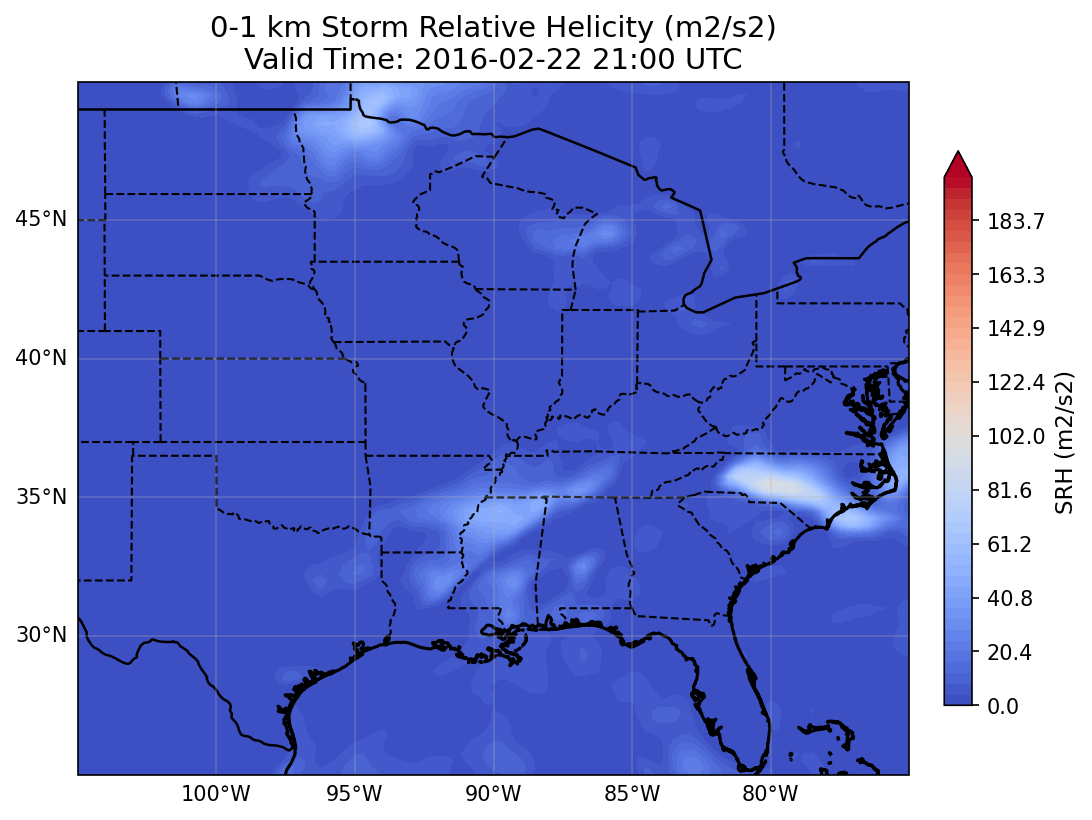 0-1 km Storm Relative Helicity (m2/s2)
Valid Time: 2016-02-22 21:00 UTC
45°N
40°N
35°N
30°N
100°W
95°W
90°W
85°W
80°W
183.7
163.3
142.9
122.4
102.0
81.6
61.2
40.8
20.4
0.0
SRH (m2/s2)